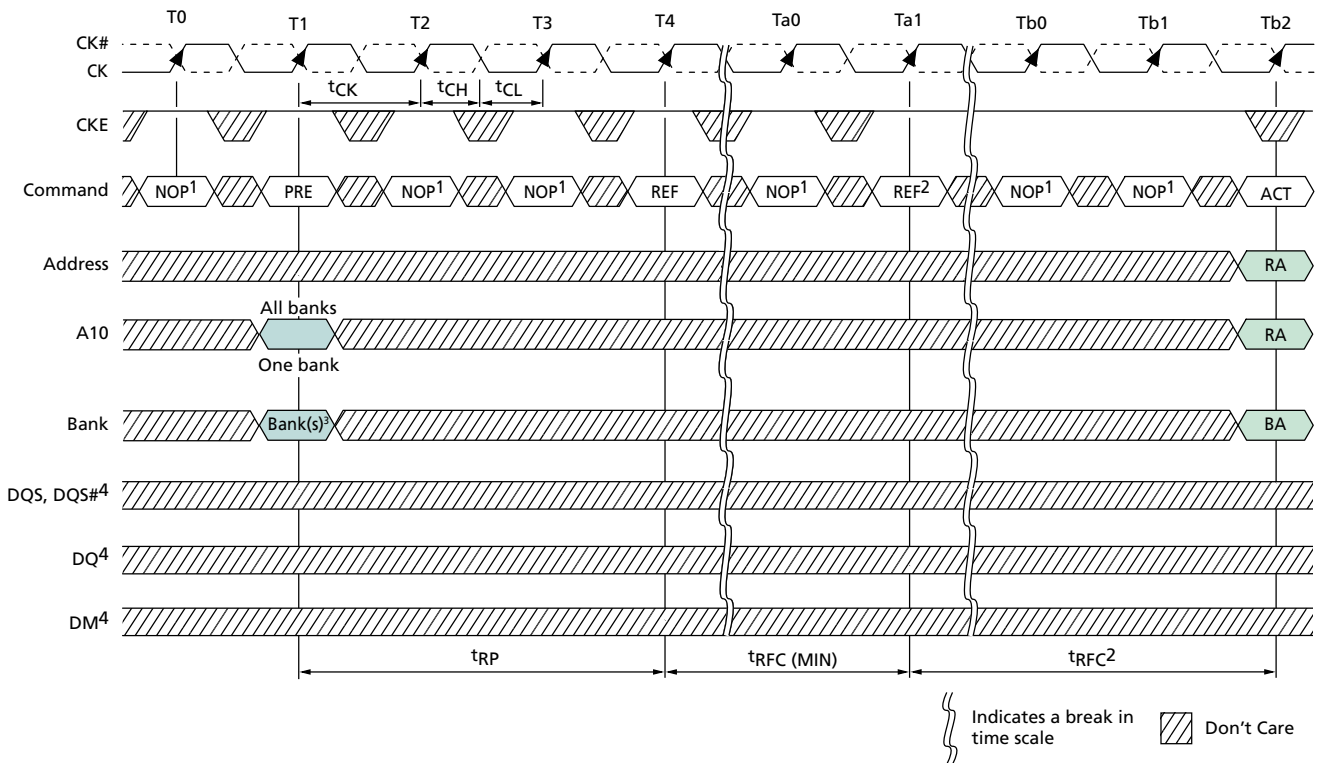 T0 T1 T2 T3 T4 Ta0 Ta1 Tb0 Tb1 Tb2
CK#
CK
tCK tCH tCL
CKE
Command NOP1 PRE NOP1 NOP1 REF NOP1 REF2 NOP1 NOP1 ACT
Address RA
All banks
A10 RA
One bank
Bank Bank(s)3 BA
DQS, DQS#4
DQ4
DM4
tRP tRFC (MIN) tRFC2
Indicates a break in
time scale
Don't Care